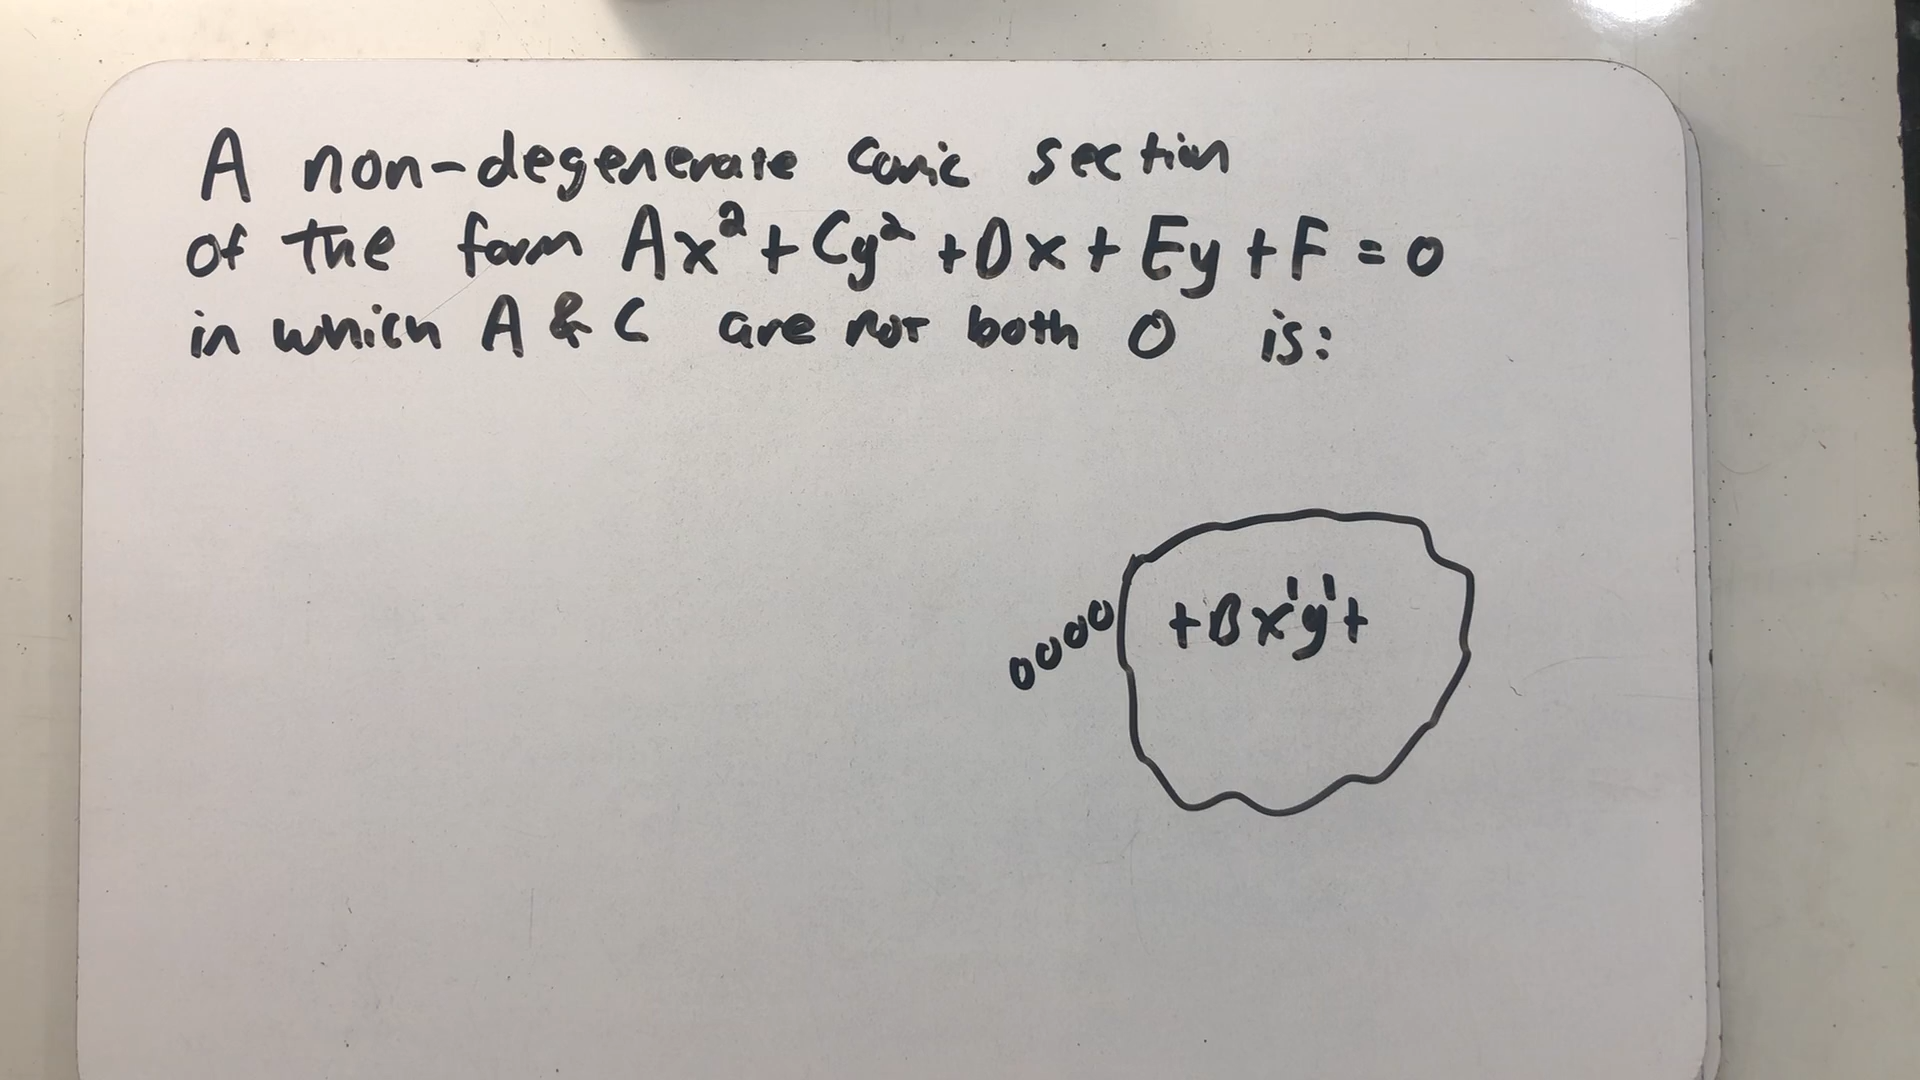 A non-degenerate conic section
of the form Ax²+Cy²+Dx+Ey+F=0
in which A & C are not both 0 is:
+Bx'y'+